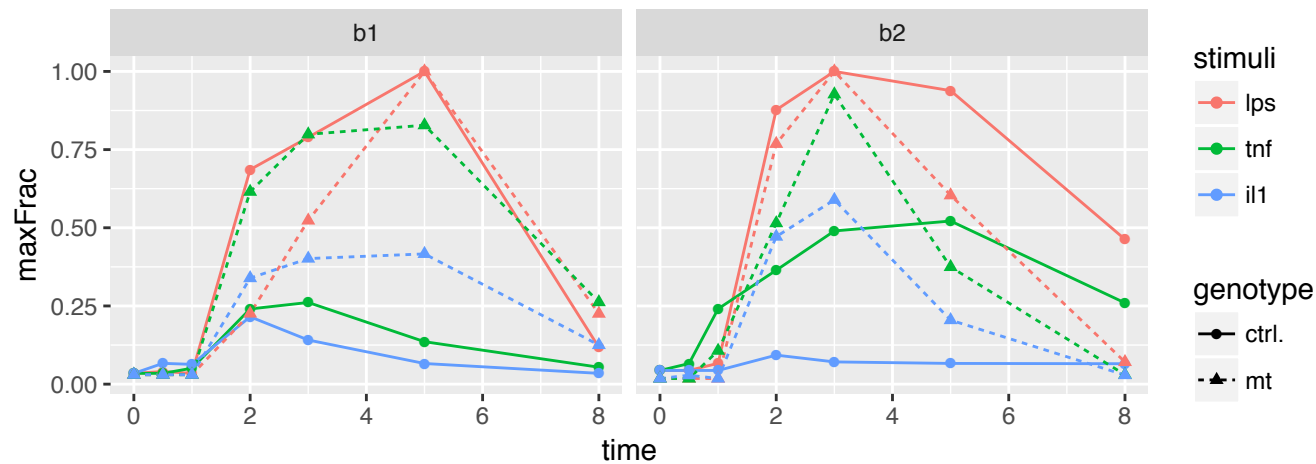 b1
b2
maxFrac
1.00
0.75
0.50
0.25
0.00
0 2 4 6 8
0 2 4 6 8
time
stimuli
lps
tnf
il1
genotype
ctrl.
mt